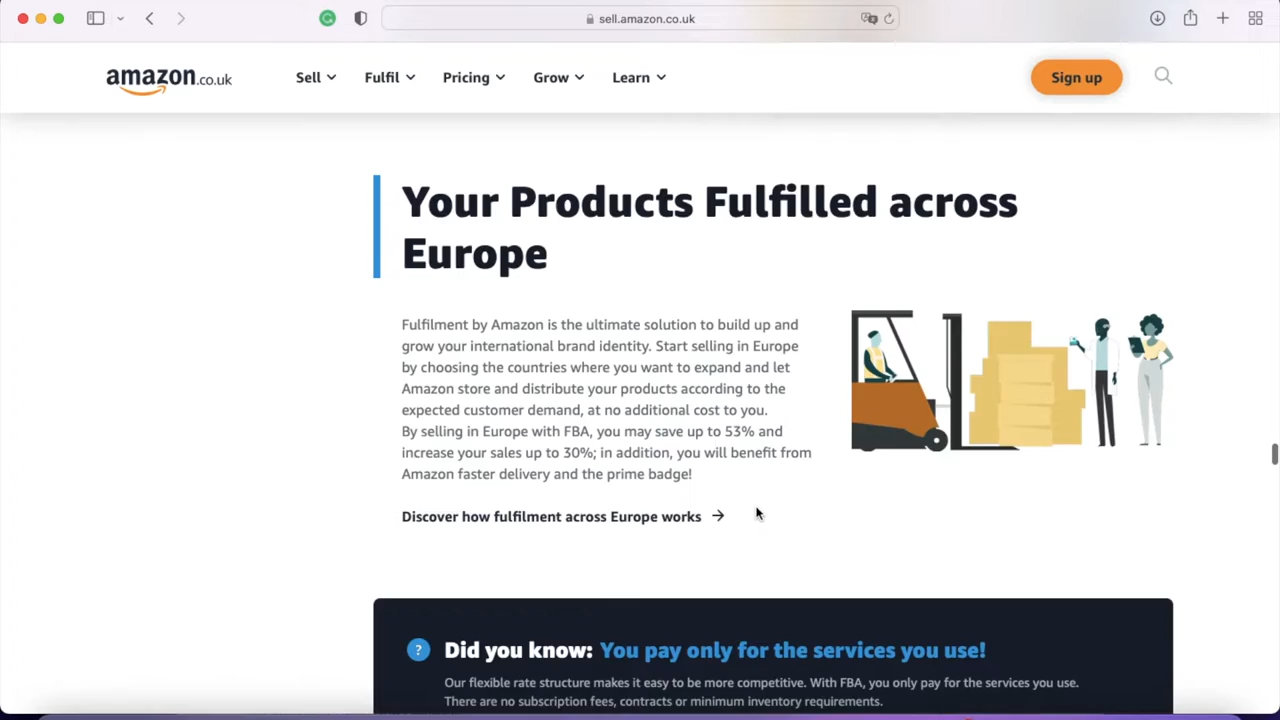 sell.amazon.co.uk
amazon.co.uk
Sell
Fulfil
Pricing
Grow
Learn
Sign up
Your Products Fulfilled across
Europe
Fulfilment by Amazon is the ultimate solution to build up and
grow your international brand identity. Start selling in Europe
by choosing the countries where you want to expand and let
Amazon store and distribute your products according to the
expected customer demand, at no additional cost to you.
By selling in Europe with FBA, you may save up to 53% and
increase your sales up to 30%; in addition, you will benefit from
Amazon faster delivery and the prime badge!
Discover how fulfilment across Europe works →
? Did you know: You pay only for the services you use!
Our flexible rate structure makes it easy to be more competitive. With FBA, you only pay for the services you use.
There are no subscription fees, contracts or minimum inventory requirements.